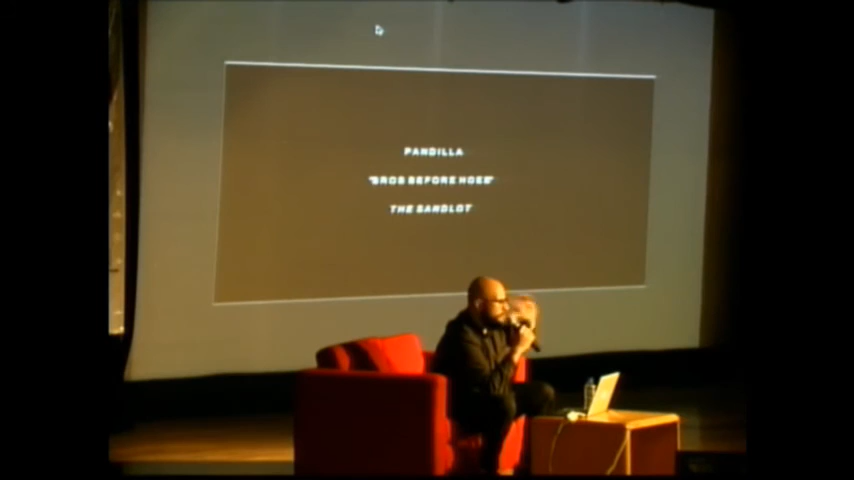 PANDILLA
"BROS BEFORE HOES"
THE SANDLOT